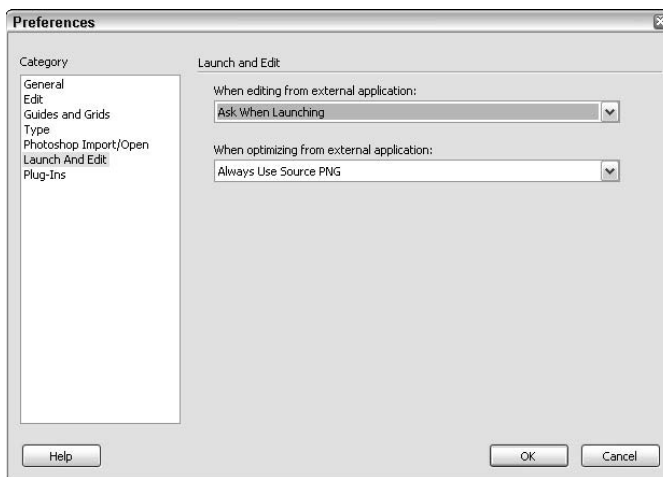 Preferences
Category
General
Edit
Guides and Grids
Type
Photoshop Import/Open
Launch And Edit
Plug-Ins
Launch and Edit
When editing from external application:
Ask When Launching
When optimizing from external application:
Always Use Source PNG
Help
OK
Cancel